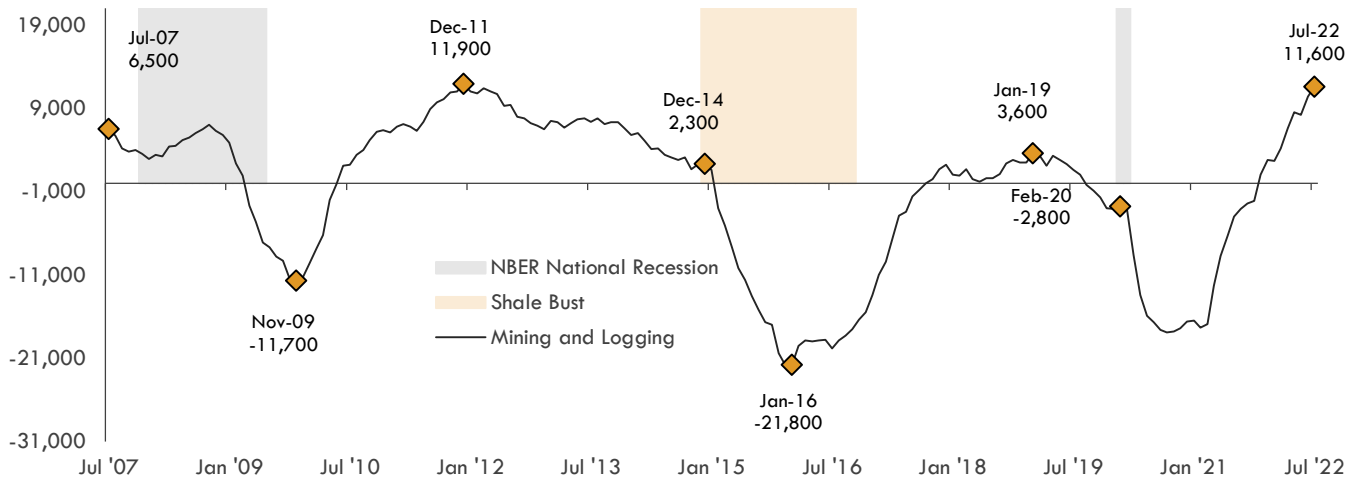 19,000
9,000
-1,000
-11,000
-21,000
-31,000
Jul-07
6,500
Dec-11
11,900
Dec-14
2,300
Jan-19
3,600
Jul-22
11,600
Feb-20
-2,800
Nov-09
-11,700
Jan-16
-21,800
NBER National Recession
Shale Bust
Mining and Logging
Jul '07
Jan '09
Jul '10
Jan '12
Jul '13
Jan '15
Jul '16
Jan '18
Jul '19
Jan '21
Jul '22